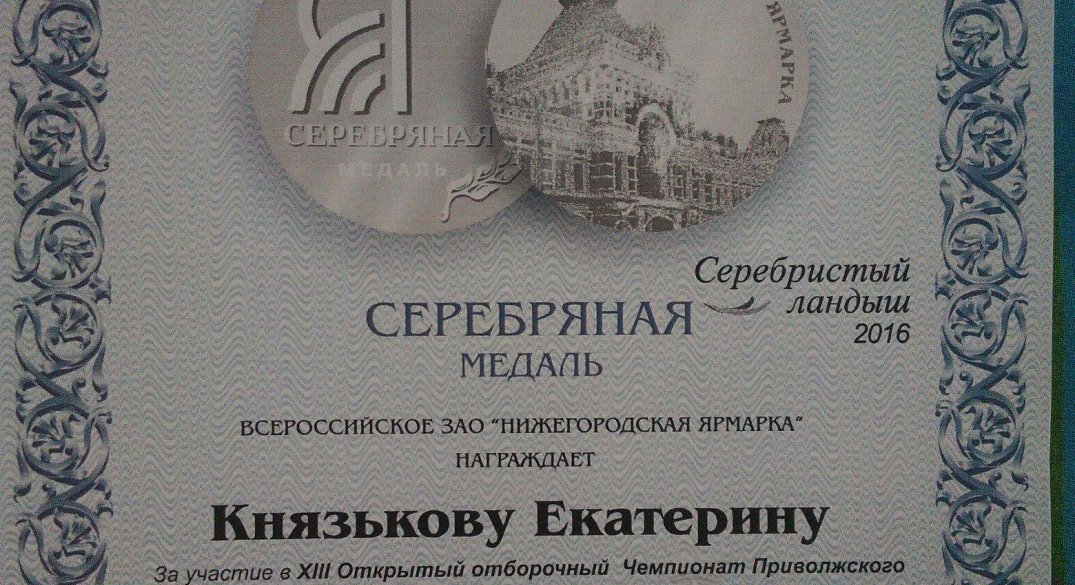 ЯРМАРКА
СЕРЕБРЯНАЯ
МЕДАЛЬ
Серебристый
ландыш
2016
СЕРЕБРЯНАЯ
МЕДАЛЬ
ВСЕРОССИЙСКОЕ ЗАО "НИЖЕГОРОДСКАЯ ЯРМАРКА"
НАГРАЖДАЕТ
Князькову Екатерину
За участие в XIII Открытый отборочный Чемпионат Приволжского